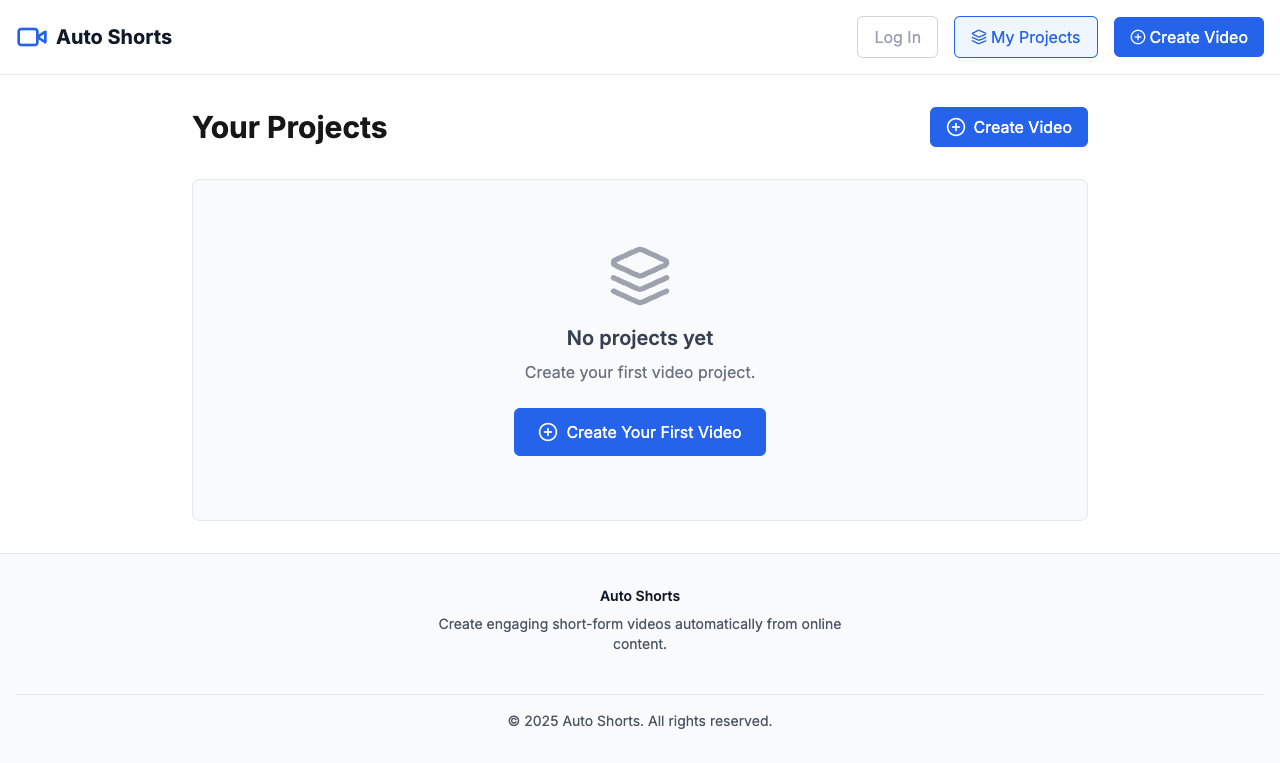 Auto Shorts
Log In
My Projects
Create Video
Your Projects
Create Video
No projects yet
Create your first video project.
Create Your First Video
Auto Shorts
Create engaging short-form videos automatically from online
content.
© 2025 Auto Shorts. All rights reserved.